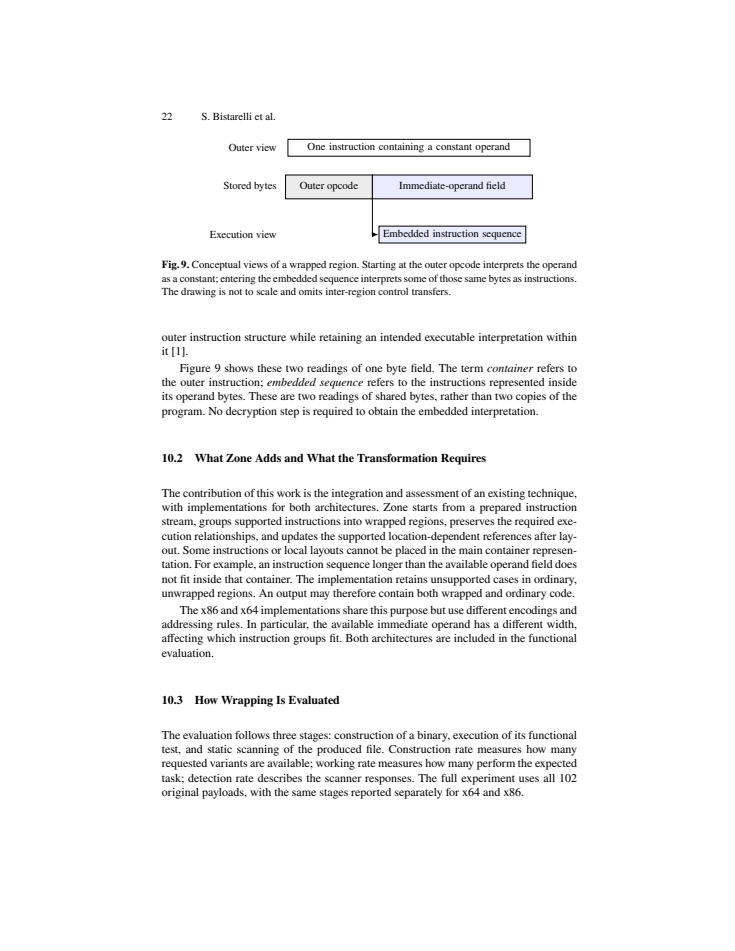 22 S. Bistarelli et al.
Outer view One instruction containing a constant operand
Stored bytes Outer opcode Immediate-operand field
Execution view Embedded instruction sequence
Fig. 9. Conceptual views of a wrapped region. Starting at the outer opcode interprets the operand
as a constant; entering the embedded sequence interprets some of those same bytes as instructions.
The drawing is not to scale and omits inter-region control transfers.
outer instruction structure while retaining an intended executable interpretation within
it [1].
Figure 9 shows these two readings of one byte field. The term container refers to
the outer instruction; embedded sequence refers to the instructions represented inside
its operand bytes. These are two readings of shared bytes, rather than two copies of the
program. No decryption step is required to obtain the embedded interpretation.
10.2 What Zone Adds and What the Transformation Requires
The contribution of this work is the integration and assessment of an existing technique,
with implementations for both architectures. Zone starts from a prepared instruction
stream, groups supported instructions into wrapped regions, preserves the required exe-
cution relationships, and updates the supported location-dependent references after lay-
out. Some instructions or local layouts cannot be placed in the main container represen-
tation. For example, an instruction sequence longer than the available operand field does
not fit inside that container. The implementation retains unsupported cases in ordinary,
unwrapped regions. An output may therefore contain both wrapped and ordinary code.
The x86 and x64 implementations share this purpose but use different encodings and
addressing rules. In particular, the available immediate operand has a different width,
affecting which instruction groups fit. Both architectures are included in the functional
evaluation.
10.3 How Wrapping Is Evaluated
The evaluation follows three stages: construction of a binary, execution of its functional
test, and static scanning of the produced file. Construction rate measures how many
requested variants are available; working rate measures how many perform the expected
task; detection rate describes the scanner responses. The full experiment uses all 102
original payloads, with the same stages reported separately for x64 and x86.